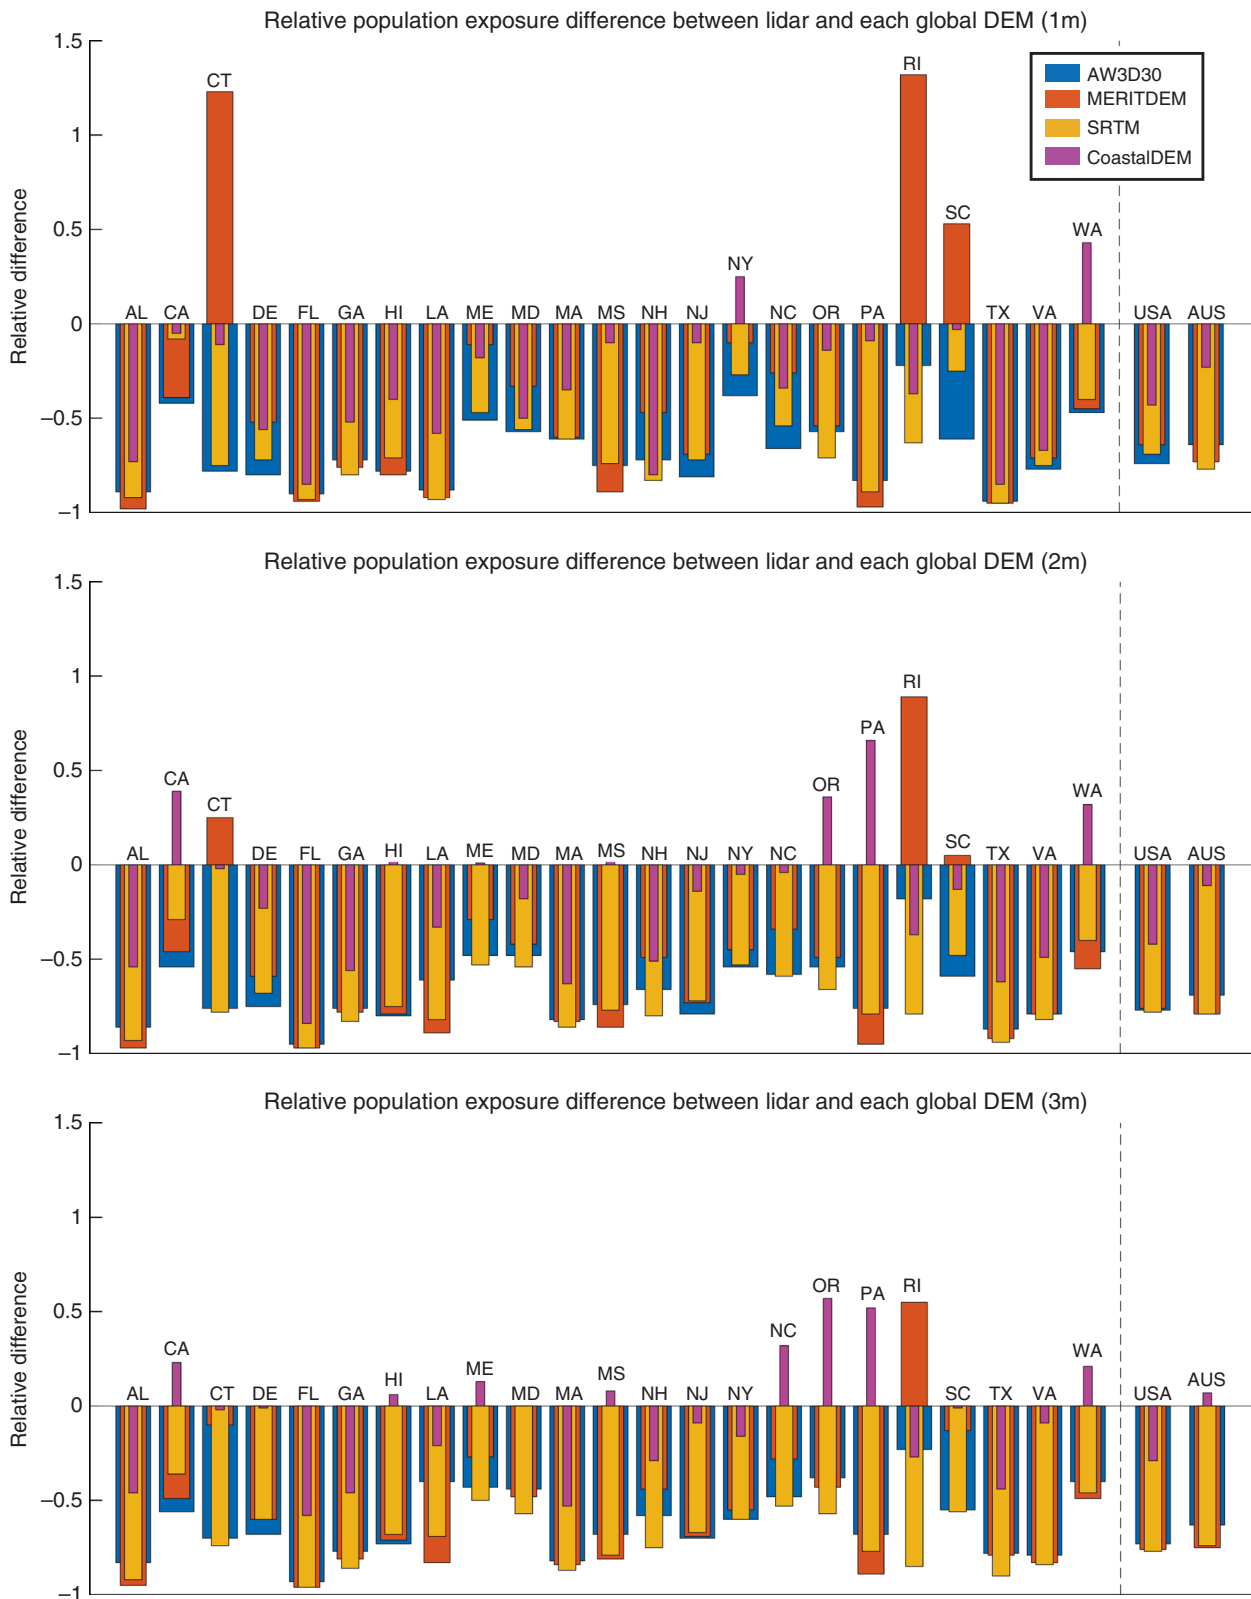 Relative population exposure difference between lidar and each global DEM (1m)
1.5
1
0.5
0
−0.5
−1
Relative difference
AW3D30
MERITDEM
SRTM
CoastalDEM
AL CA CT DE FL GA HI LA ME MD MA MS NH NJ NY NC OR PA RI SC TX VA WA USA AUS
Relative population exposure difference between lidar and each global DEM (2m)
1.5
1
0.5
0
−0.5
−1
Relative difference
AL CA CT DE FL GA HI LA ME MD MA MS NH NJ NY NC OR PA RI SC TX VA WA USA AUS
Relative population exposure difference between lidar and each global DEM (3m)
1.5
1
0.5
0
−0.5
−1
Relative difference
AL CA CT DE FL GA HI LA ME MD MA MS NH NJ NY NC OR PA RI SC TX VA WA USA AUS